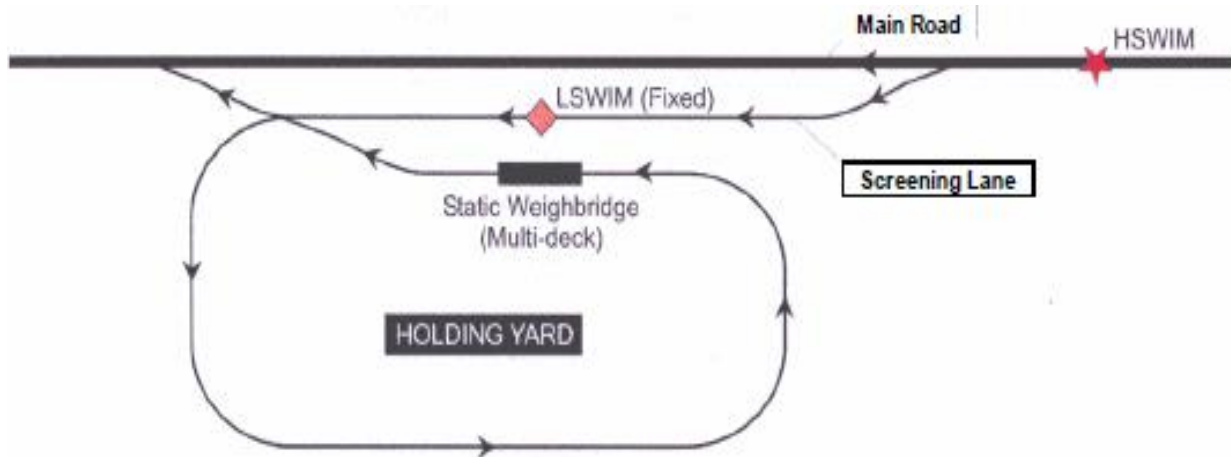 Main Road
HSWIM
LSWIM (Fixed)
Screening Lane
Static Weighbridge
(Multi-deck)
HOLDING YARD